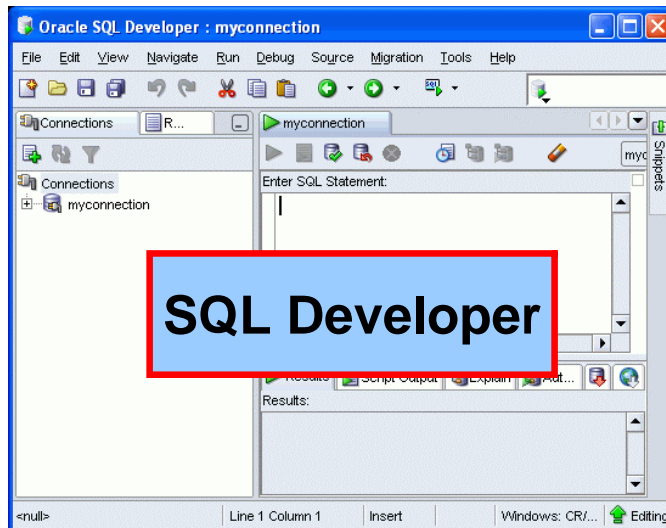 Oracle SQL Developer : myconnection
File Edit View Navigate Run Debug Source Migration Tools Help
Connections R... myconnection
Snippets
myc
Connections
myconnection
Enter SQL Statement:
SQL Developer
Results Script Output Explain Aut...
Results:
<null> Line 1 Column 1 Insert Windows: CR/... Editing